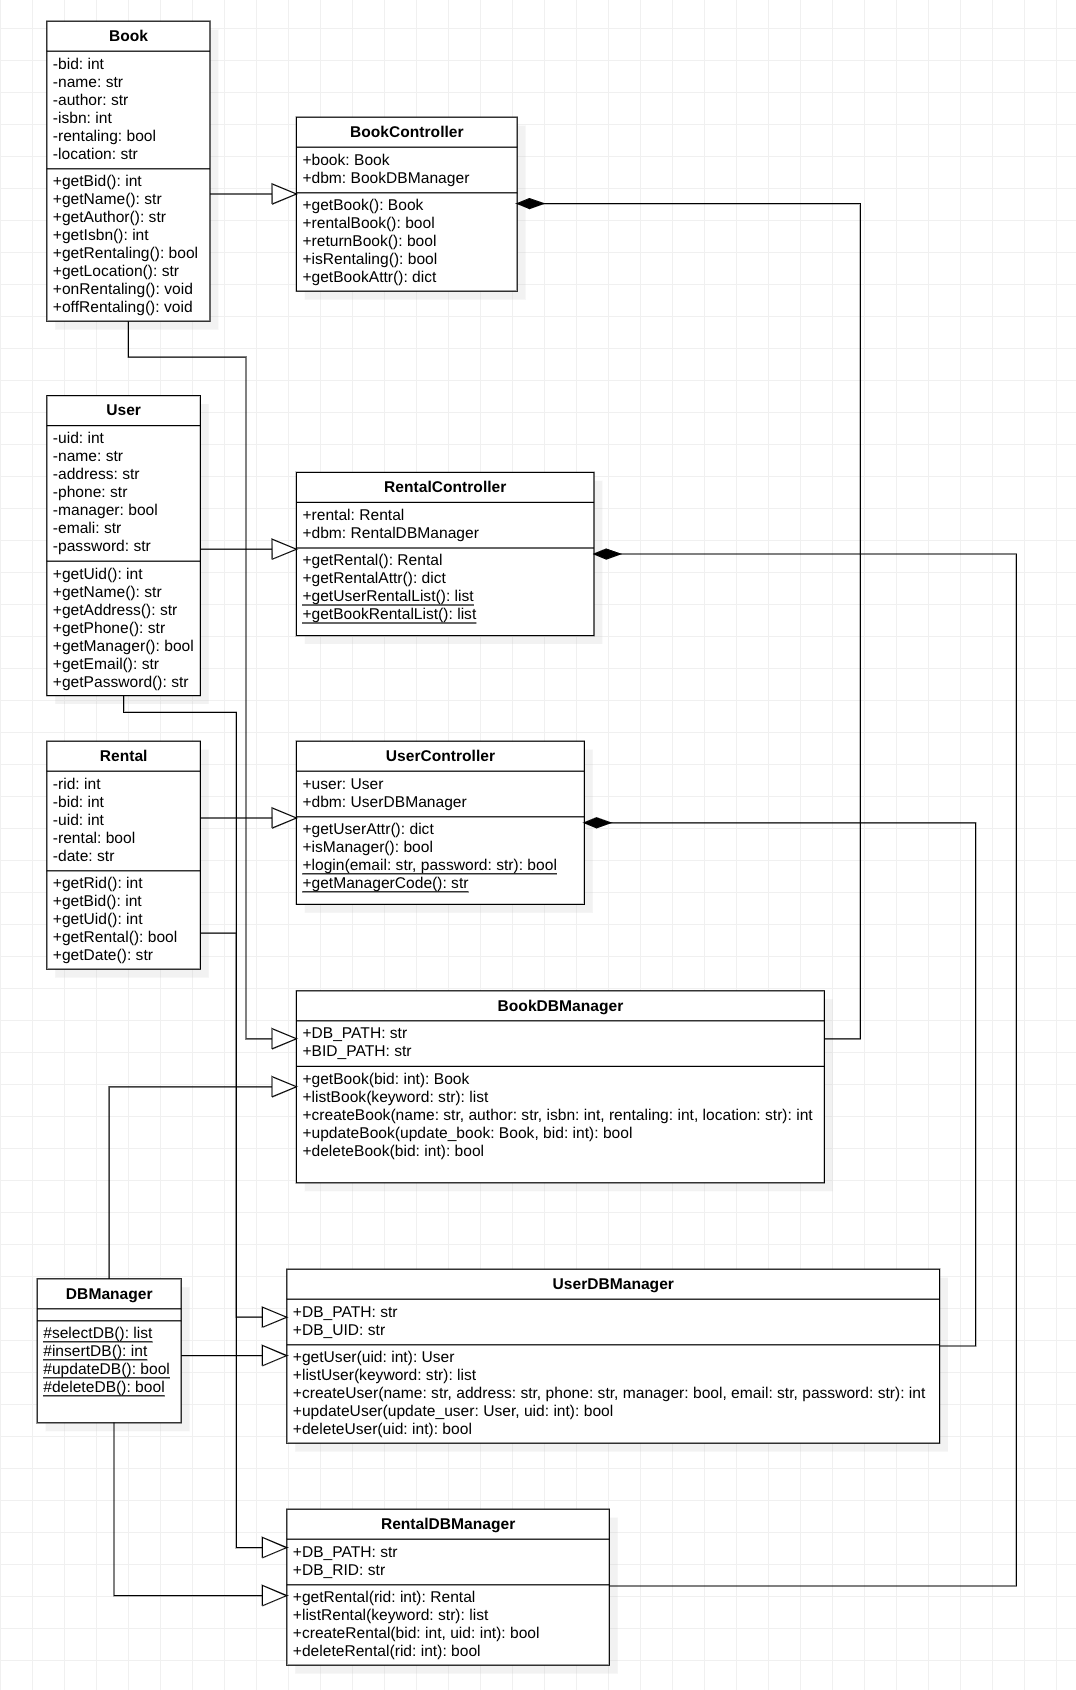 Book
-bid: int
-name: str
-author: str
-isbn: int
-rentaling: bool
-location: str
+getBid(): int
+getName(): str
+getAuthor(): str
+getIsbn(): int
+getRentaling(): bool
+getLocation(): str
+onRentaling(): void
+offRentaling(): void
BookController
+book: Book
+dbm: BookDBManager
+getBook(): Book
+rentalBook(): bool
+returnBook(): bool
+isRentaling(): bool
+getBookAttr(): dict
User
-uid: int
-name: str
-address: str
-phone: str
-manager: bool
-emali: str
-password: str
+getUid(): int
+getName(): str
+getAddress(): str
+getPhone(): str
+getManager(): bool
+getEmail(): str
+getPassword(): str
RentalController
+rental: Rental
+dbm: RentalDBManager
+getRental(): Rental
+getRentalAttr(): dict
+getUserRentalList(): list
+getBookRentalList(): list
Rental
-rid: int
-bid: int
-uid: int
-rental: bool
-date: str
+getRid(): int
+getBid(): int
+getUid(): int
+getRental(): bool
+getDate(): str
UserController
+user: User
+dbm: UserDBManager
+getUserAttr(): dict
+isManager(): bool
+login(email: str, password: str): bool
+getManagerCode(): str
BookDBManager
+DB_PATH: str
+BID_PATH: str
+getBook(bid: int): Book
+listBook(keyword: str): list
+createBook(name: str, author: str, isbn: int, rentaling: int, location: str): int
+updateBook(update_book: Book, bid: int): bool
+deleteBook(bid: int): bool
DBManager
#selectDB(): list
#insertDB(): int
#updateDB(): bool
#deleteDB(): bool
UserDBManager
+DB_PATH: str
+DB_UID: str
+getUser(uid: int): User
+listUser(keyword: str): list
+createUser(name: str, address: str, phone: str, manager: bool, email: str, password: str): int
+updateUser(update_user: User, uid: int): bool
+deleteUser(uid: int): bool
RentalDBManager
+DB_PATH: str
+DB_RID: str
+getRental(rid: int): Rental
+listRental(keyword: str): list
+createRental(bid: int, uid: int): bool
+deleteRental(rid: int): bool